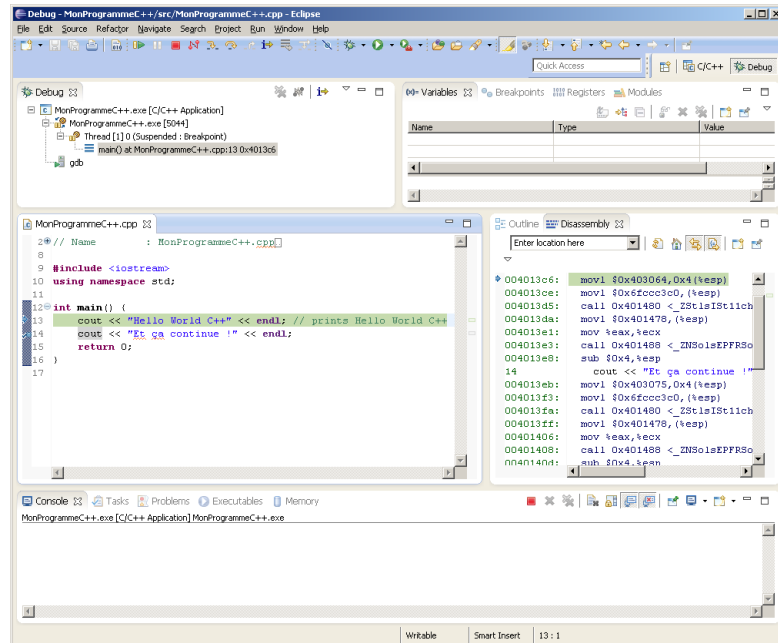 Debug - MonProgrammeC++/src/MonProgrammeC++.cpp - Eclipse
File Edit Source Refactor Navigate Search Project Run Window Help
Quick Access
C/C++
Debug
Debug
MonProgrammeC++.exe [C/C++ Application]
MonProgrammeC++.exe [5044]
Thread [1] 0 (Suspended : Breakpoint)
main() at MonProgrammeC++.cpp:13 0x4013c6
gdb
(x)= Variables Breakpoints Registers Modules
Name Type Value
MonProgrammeC++.cpp
2 // Name : MonProgrammeC++.cpp
8
9 #include <iostream>
10 using namespace std;
11
12 int main() {
13 cout << "Hello World C++" << endl; // prints Hello World C++
14 cout << "Et ça continue !" << endl;
15 return 0;
16 }
17
Outline Disassembly
Enter location here
004013c6: movl $0x403064,0x4(%esp)
004013ce: movl $0x6fccc3c0,(%esp)
004013d5: call 0x401480 <_ZStlsISt11ch
004013da: movl $0x401478,(%esp)
004013e1: mov %eax,%ecx
004013e3: call 0x401488 <_ZNSolsEPFRSo
004013e8: sub $0x4,%esp
14 cout << "Et ça continue !"
004013eb: movl $0x403075,0x4(%esp)
004013f3: movl $0x6fccc3c0,(%esp)
004013fa: call 0x401480 <_ZStlsISt11ch
004013ff: movl $0x401478,(%esp)
00401406: mov %eax,%ecx
00401408: call 0x401488 <_ZNSolsEPFRSo
0040140d: sub $0x4,%esp
Console Tasks Problems Executables Memory
MonProgrammeC++.exe [C/C++ Application] MonProgrammeC++.exe
Writable Smart Insert 13 : 1